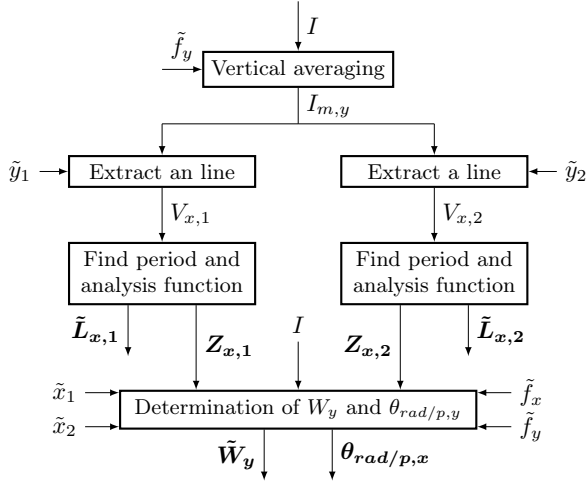 I
f̃_y
Vertical averaging
I_{m,y}
ỹ_1
Extract an line
Extract a line
ỹ_2
V_{x,1}
V_{x,2}
Find period and
analysis function
Find period and
analysis function
L̃_{x,1}
Z_{x,1}
I
Z_{x,2}
L̃_{x,2}
x̃_1
x̃_2
Determination of W_y and θ_{rad/p,y}
f̃_x
f̃_y
W̃_y
θ_{rad/p,x}